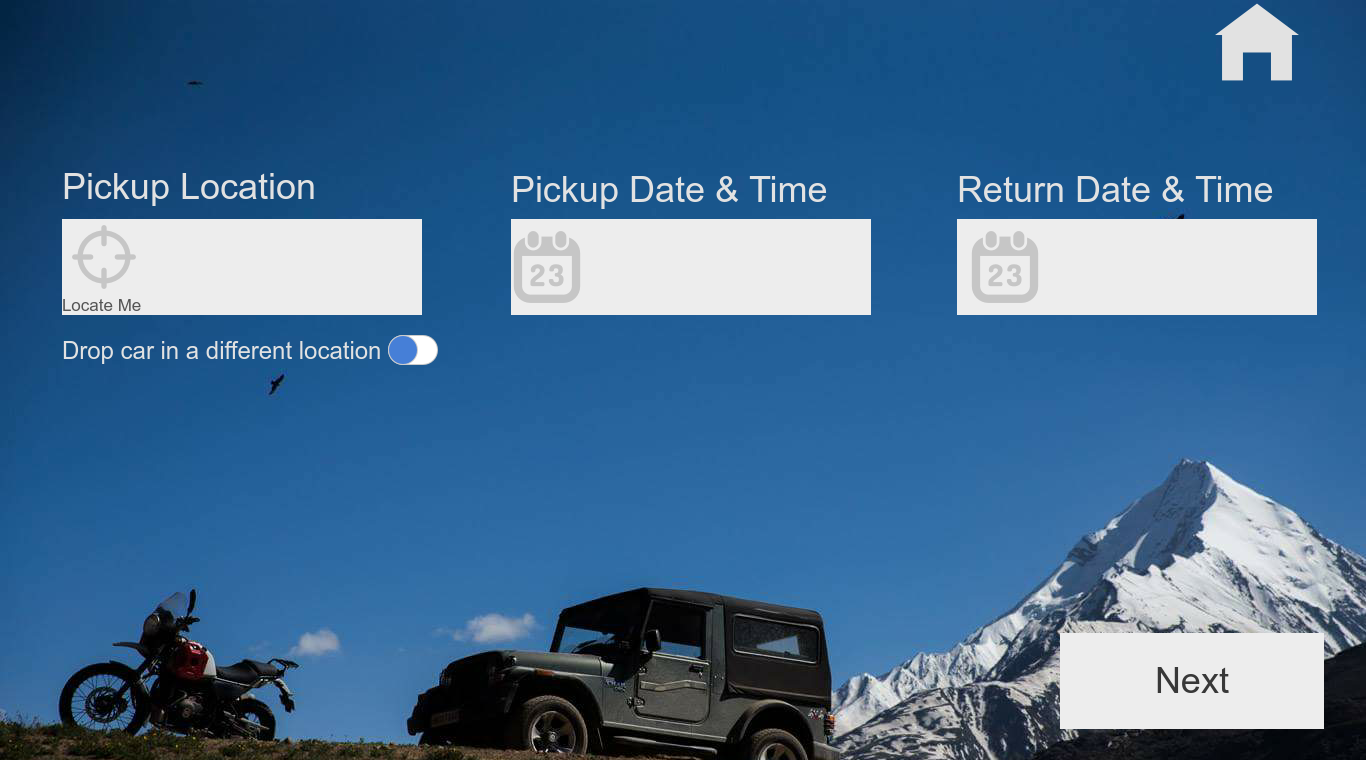 Pickup Location
Pickup Date & Time
Return Date & Time
23
23
Locate Me
Drop car in a different location
Next